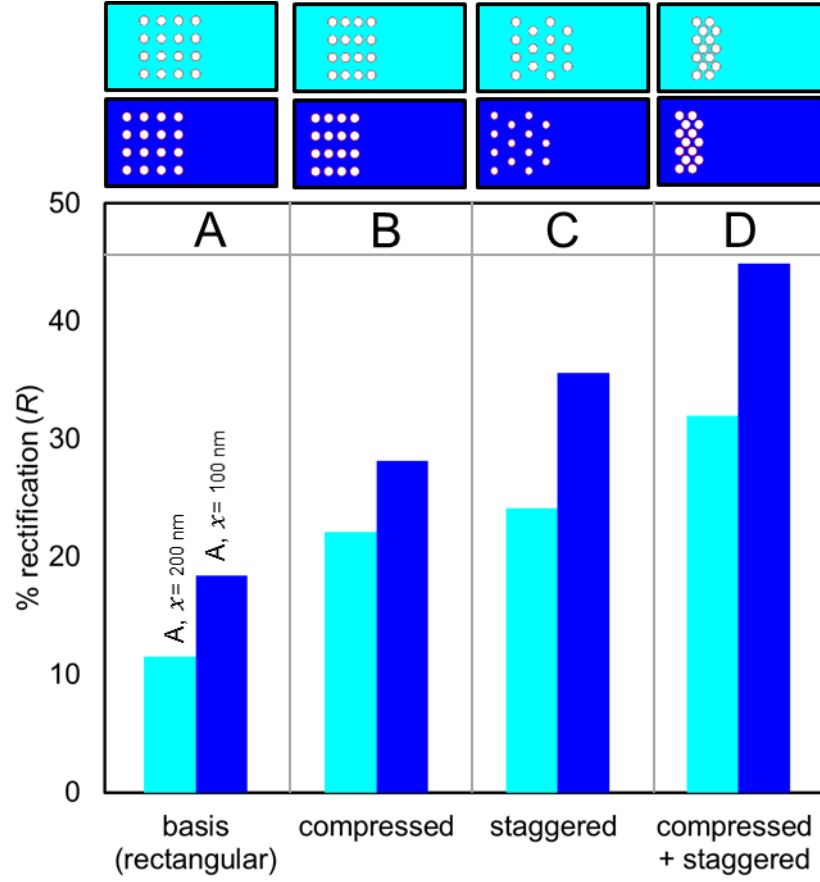 A B C D
50
40
30
20
10
0
% rectification (R)
A, x= 200 nm
A, x= 100 nm
basis
(rectangular)
compressed
staggered
compressed
+ staggered